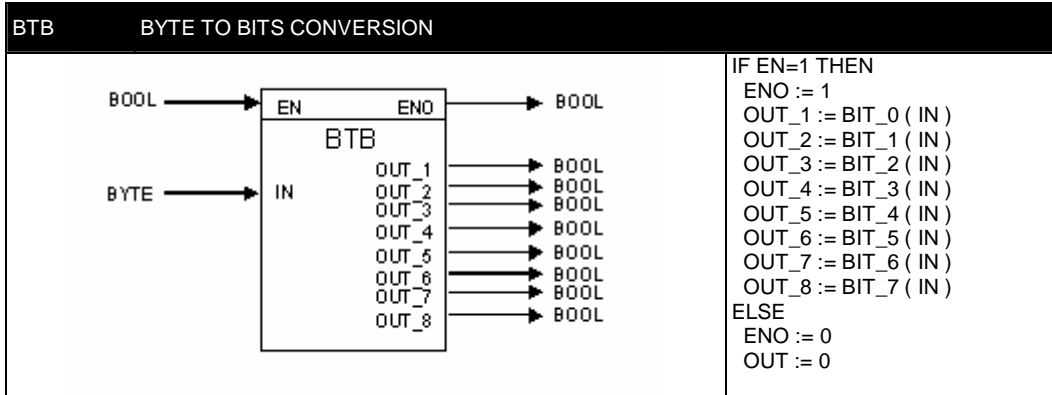 BTB BYTE TO BITS CONVERSION
BOOL EN ENO BOOL
BTB
OUT_1 BOOL
BYTE IN OUT_2 BOOL
OUT_3 BOOL
OUT_4 BOOL
OUT_5 BOOL
OUT_6 BOOL
OUT_7 BOOL
OUT_8 BOOL
IF EN=1 THEN
ENO := 1
OUT_1 := BIT_0 ( IN )
OUT_2 := BIT_1 ( IN )
OUT_3 := BIT_2 ( IN )
OUT_4 := BIT_3 ( IN )
OUT_5 := BIT_4 ( IN )
OUT_6 := BIT_5 ( IN )
OUT_7 := BIT_6 ( IN )
OUT_8 := BIT_7 ( IN )
ELSE
ENO := 0
OUT := 0